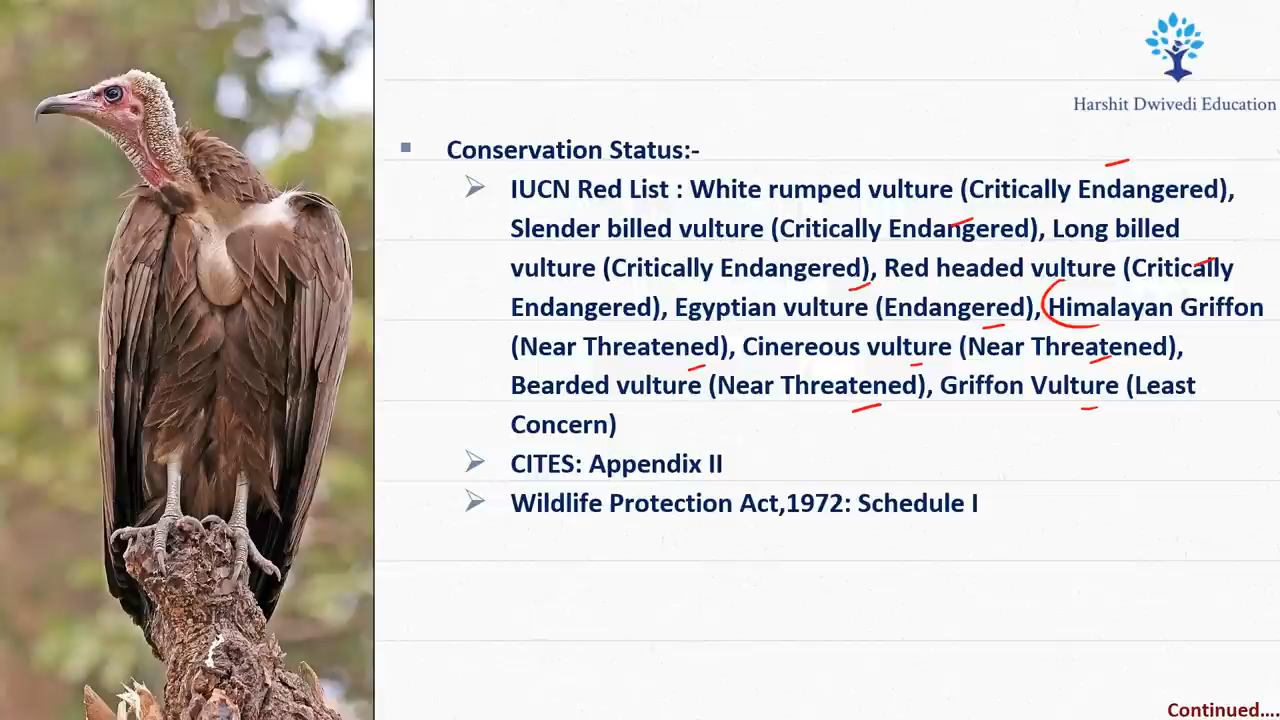 Harshit Dwivedi Education
Conservation Status:-
IUCN Red List : White rumped vulture (Critically Endangered),
Slender billed vulture (Critically Endangered), Long billed
vulture (Critically Endangered), Red headed vulture (Critically
Endangered), Egyptian vulture (Endangered), Himalayan Griffon
(Near Threatened), Cinereous vulture (Near Threatened),
Bearded vulture (Near Threatened), Griffon Vulture (Least
Concern)
CITES: Appendix II
Wildlife Protection Act,1972: Schedule I
Continued....